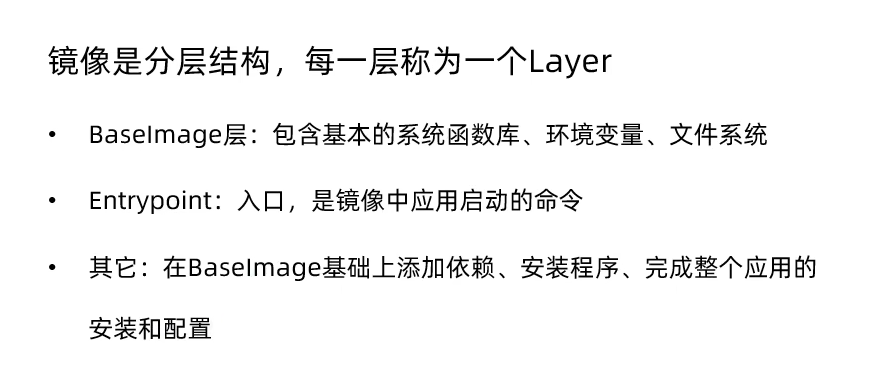 镜像是分层结构，每一层称为一个Layer
• BaseImage层：包含基本的系统函数库、环境变量、文件系统
• Entrypoint：入口，是镜像中应用启动的命令
• 其它：在BaseImage基础上添加依赖、安装程序、完成整个应用的
安装和配置